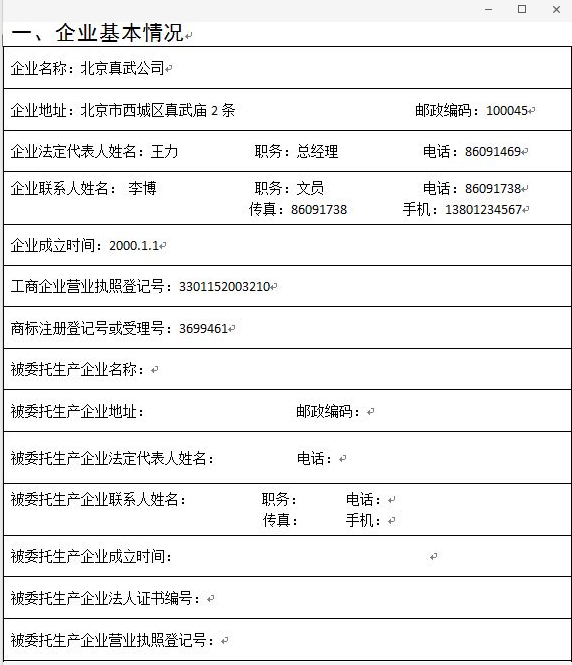 一、企业基本情况
企业名称：北京真武公司
企业地址：北京市西城区真武庙 2 条 邮政编码：100045
企业法定代表人姓名：王力 职务：总经理 电话：86091469
企业联系人姓名： 李博 职务：文员 电话：86091738
传真：86091738 手机：13801234567
企业成立时间：2000.1.1
工商企业营业执照登记号：3301152003210
商标注册登记号或受理号：3699461
被委托生产企业名称：
被委托生产企业地址： 邮政编码：
被委托生产企业法定代表人姓名： 电话：
被委托生产企业联系人姓名： 职务： 电话：
传真： 手机：
被委托生产企业成立时间：
被委托生产企业法人证书编号：
被委托生产企业营业执照登记号：